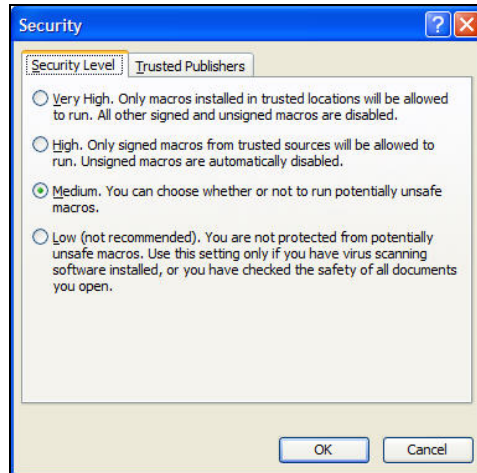 Security
Security Level Trusted Publishers
Very High. Only macros installed in trusted locations will be allowed
to run. All other signed and unsigned macros are disabled.
High. Only signed macros from trusted sources will be allowed to
run. Unsigned macros are automatically disabled.
Medium. You can choose whether or not to run potentially unsafe
macros.
Low (not recommended). You are not protected from potentially
unsafe macros. Use this setting only if you have virus scanning
software installed, or you have checked the safety of all documents
you open.
OK Cancel